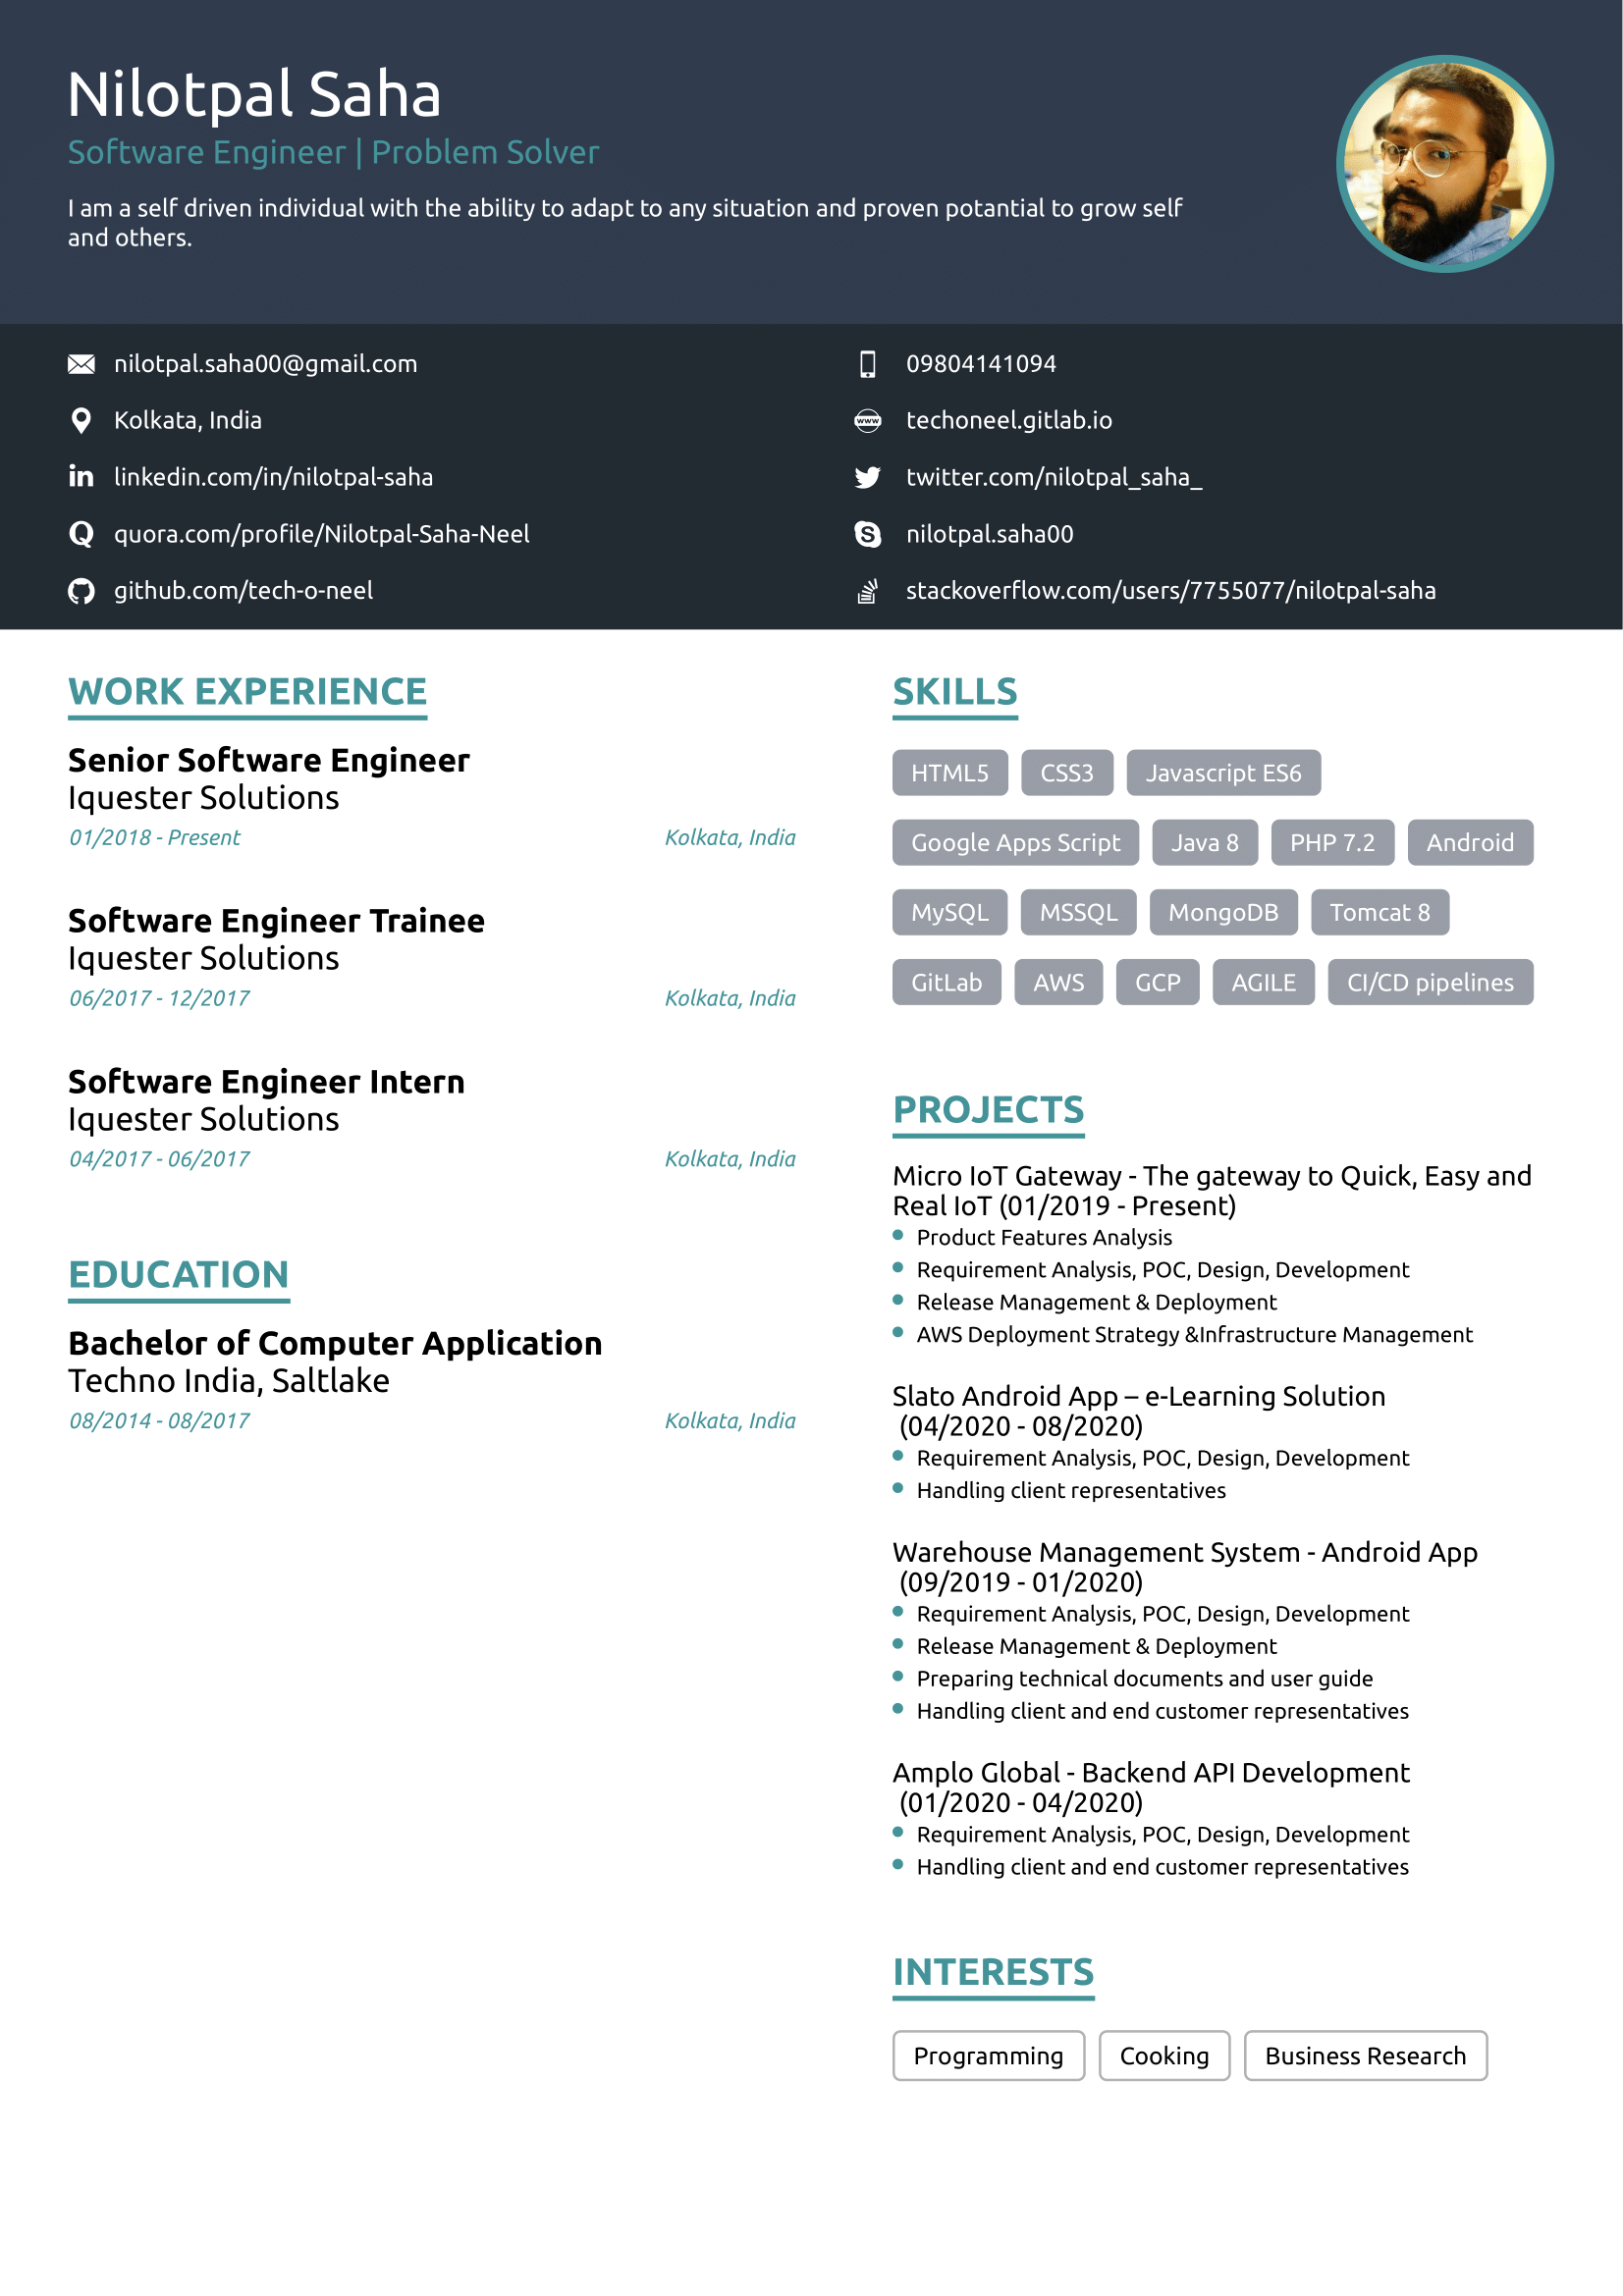 Nilotpal Saha
Software Engineer | Problem Solver
I am a self driven individual with the ability to adapt to any situation and proven potantial to grow self
and others.
nilotpal.saha00@gmail.com
09804141094
Kolkata, India
www
techoneel.gitlab.io
in
linkedin.com/in/nilotpal-saha
twitter.com/nilotpal_saha_
Q
quora.com/profile/Nilotpal-Saha-Neel
S
nilotpal.saha00
github.com/tech-o-neel
stackoverflow.com/users/7755077/nilotpal-saha
WORK EXPERIENCE
Senior Software Engineer
Iquester Solutions
01/2018 - Present
Kolkata, India
Software Engineer Trainee
Iquester Solutions
06/2017 - 12/2017
Kolkata, India
Software Engineer Intern
Iquester Solutions
04/2017 - 06/2017
Kolkata, India
EDUCATION
Bachelor of Computer Application
Techno India, Saltlake
08/2014 - 08/2017
Kolkata, India
SKILLS
HTML5 CSS3 Javascript ES6
Google Apps Script Java 8 PHP 7.2 Android
MySQL MSSQL MongoDB Tomcat 8
GitLab AWS GCP AGILE CI/CD pipelines
PROJECTS
Micro IoT Gateway - The gateway to Quick, Easy and
Real IoT (01/2019 - Present)
Product Features Analysis
Requirement Analysis, POC, Design, Development
Release Management & Deployment
AWS Deployment Strategy &Infrastructure Management
Slato Android App – e-Learning Solution
(04/2020 - 08/2020)
Requirement Analysis, POC, Design, Development
Handling client representatives
Warehouse Management System - Android App
(09/2019 - 01/2020)
Requirement Analysis, POC, Design, Development
Release Management & Deployment
Preparing technical documents and user guide
Handling client and end customer representatives
Amplo Global - Backend API Development
(01/2020 - 04/2020)
Requirement Analysis, POC, Design, Development
Handling client and end customer representatives
INTERESTS
Programming Cooking Business Research